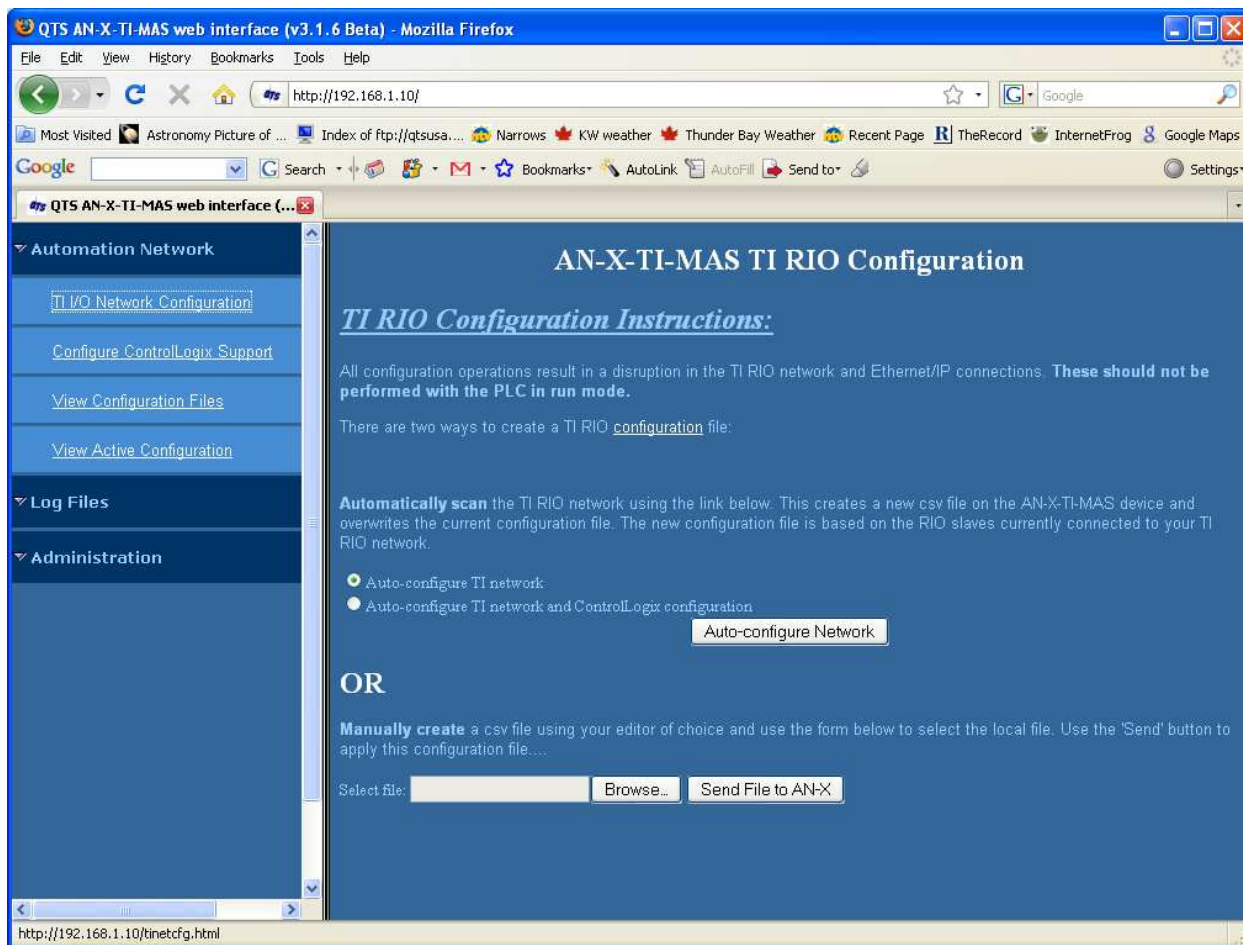 QTS AN-X-TI-MAS web interface (v3.1.6 Beta) - Mozilla Firefox
File Edit View History Bookmarks Tools Help
QTS http://192.168.1.10/ G Google
Most Visited Astronomy Picture of ... Index of ftp://qtsusa.... Narrows KW weather Thunder Bay Weather Recent Page R TheRecord InternetFrog Google Maps
Google G Search Bookmarks AutoLink AutoFill Send to Settings
QTS QTS AN-X-TI-MAS web interface (...
Automation Network
TI I/O Network Configuration
Configure ControlLogix Support
View Configuration Files
View Active Configuration
Log Files
Administration
AN-X-TI-MAS TI RIO Configuration
TI RIO Configuration Instructions:
All configuration operations result in a disruption in the TI RIO network and Ethernet/IP connections. These should not be
performed with the PLC in run mode.
There are two ways to create a TI RIO configuration file:
Automatically scan the TI RIO network using the link below. This creates a new csv file on the AN-X-TI-MAS device and
overwrites the current configuration file. The new configuration file is based on the RIO slaves currently connected to your TI
RIO network.
Auto-configure TI network
Auto-configure TI network and ControlLogix configuration
Auto-configure Network
OR
Manually create a csv file using your editor of choice and use the form below to select the local file. Use the 'Send' button to
apply this configuration file....
Select file: Browse... Send File to AN-X
http://192.168.1.10/tinetcfg.html